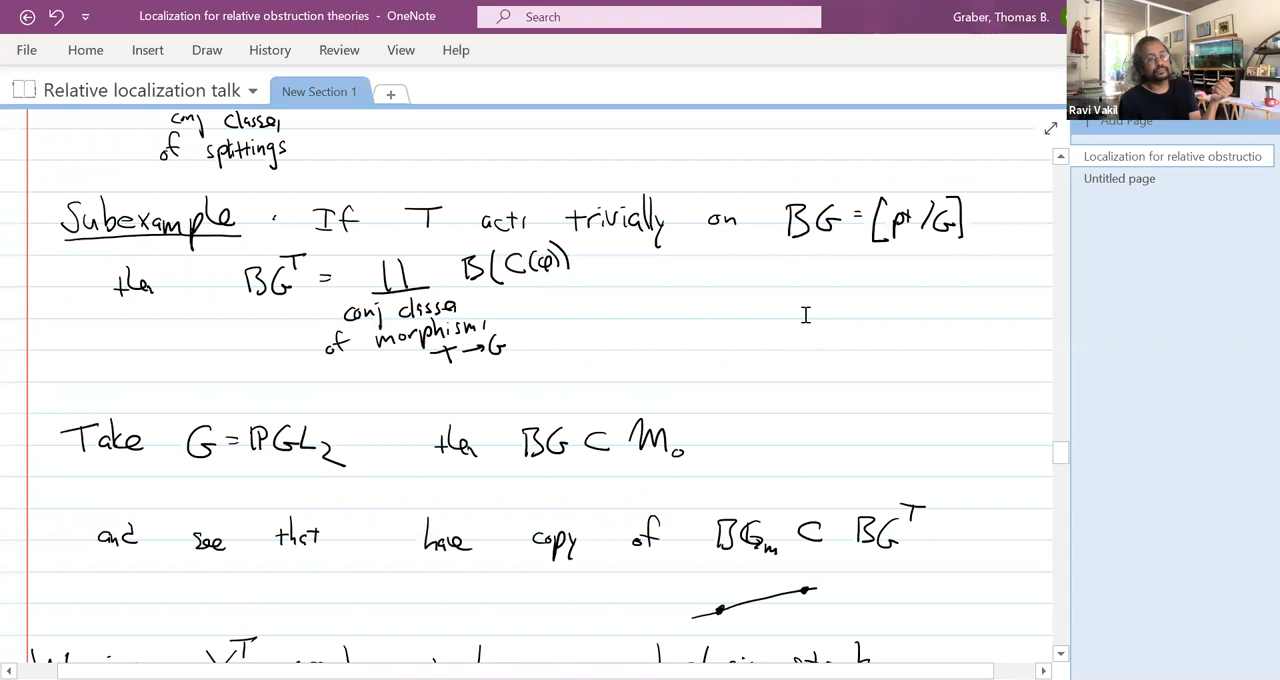 Localization for relative obstruction theories - OneNote
Search
Graber, Thomas B.
File Home Insert Draw History Review View Help
Relative localization talk
New Section 1
Ravi Vakil
Add Page
Localization for relative obstructio
Untitled page
conj classes
of splittings
Subexample. If T acts trivially on BG = [pt/G]
then BG^T = ∐ B(C(φ))
conj classes
of morphisms
T → G
Take G = PGL_2 then BG ⊂ M_0
and see that have copy of BG_m ⊂ BG^T